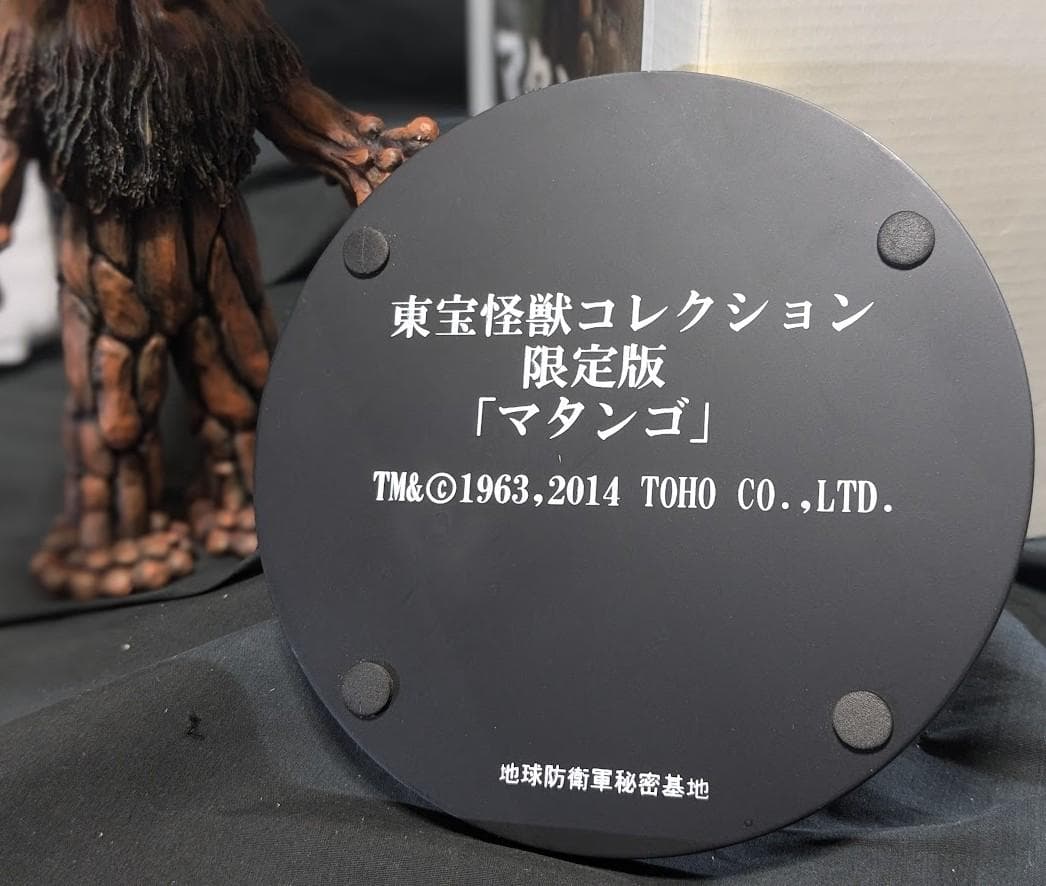 東宝怪獣コレクション
限定版
「マタンゴ」
TM&©1963,2014 TOHO CO.,LTD.
地球防衛軍秘密基地